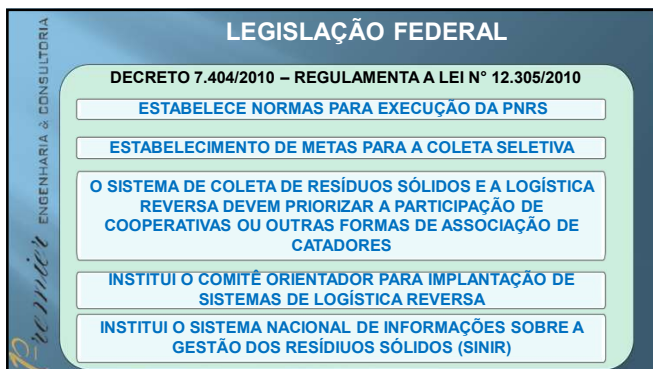 LEGISLAÇÃO FEDERAL
DECRETO 7.404/2010 – REGULAMENTA A LEI N° 12.305/2010
ESTABELECE NORMAS PARA EXECUÇÃO DA PNRS
ESTABELECIMENTO DE METAS PARA A COLETA SELETIVA
O SISTEMA DE COLETA DE RESÍDUOS SÓLIDOS E A LOGÍSTICA
REVERSA DEVEM PRIORIZAR A PARTICIPAÇÃO DE
COOPERATIVAS OU OUTRAS FORMAS DE ASSOCIAÇÃO DE
CATADORES
INSTITUI O COMITÊ ORIENTADOR PARA IMPLANTAÇÃO DE
SISTEMAS DE LOGÍSTICA REVERSA
INSTITUI O SISTEMA NACIONAL DE INFORMAÇÕES SOBRE A
GESTÃO DOS RESÍDIUOS SÓLIDOS (SINIR)
Premier ENGENHARIA & CONSULTORIA